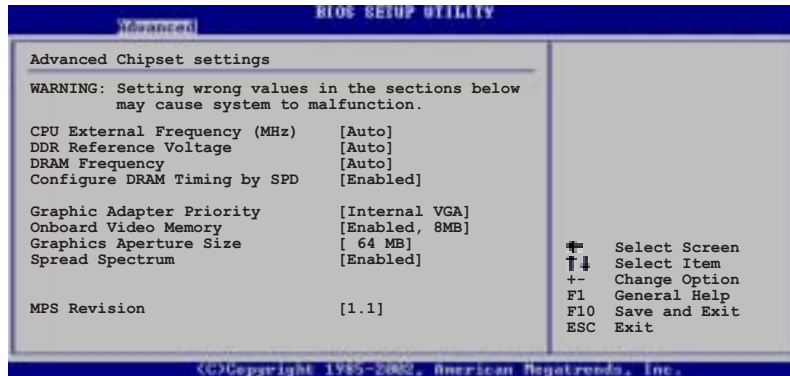 BIOS SETUP UTILITY
Advanced
Advanced Chipset settings
WARNING: Setting wrong values in the sections below
may cause system to malfunction.
CPU External Frequency (MHz) [Auto]
DDR Reference Voltage [Auto]
DRAM Frequency [Auto]
Configure DRAM Timing by SPD [Enabled]
Graphic Adapter Priority [Internal VGA]
Onboard Video Memory [Enabled, 8MB]
Graphics Aperture Size [ 64 MB]
Spread Spectrum [Enabled]
MPS Revision [1.1]
← Select Screen
↑↓ Select Item
+- Change Option
F1 General Help
F10 Save and Exit
ESC Exit
(C)Copyright 1985-2002, American Megatrends, Inc.